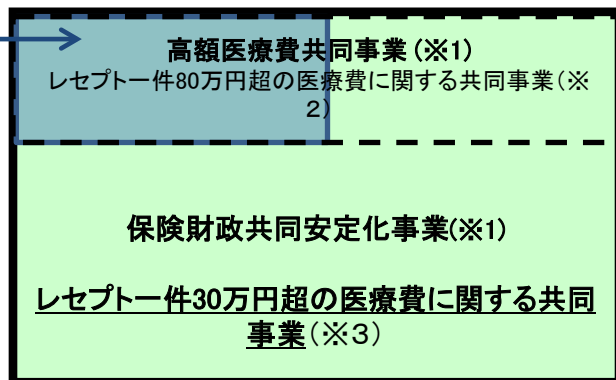 高額医療費共同事業(※1)
レセプト一件80万円超の医療費に関する共同事業(※
2)
保険財政共同安定化事業(※1)
レセプト一件30万円超の医療費に関する共同
事業(※3)